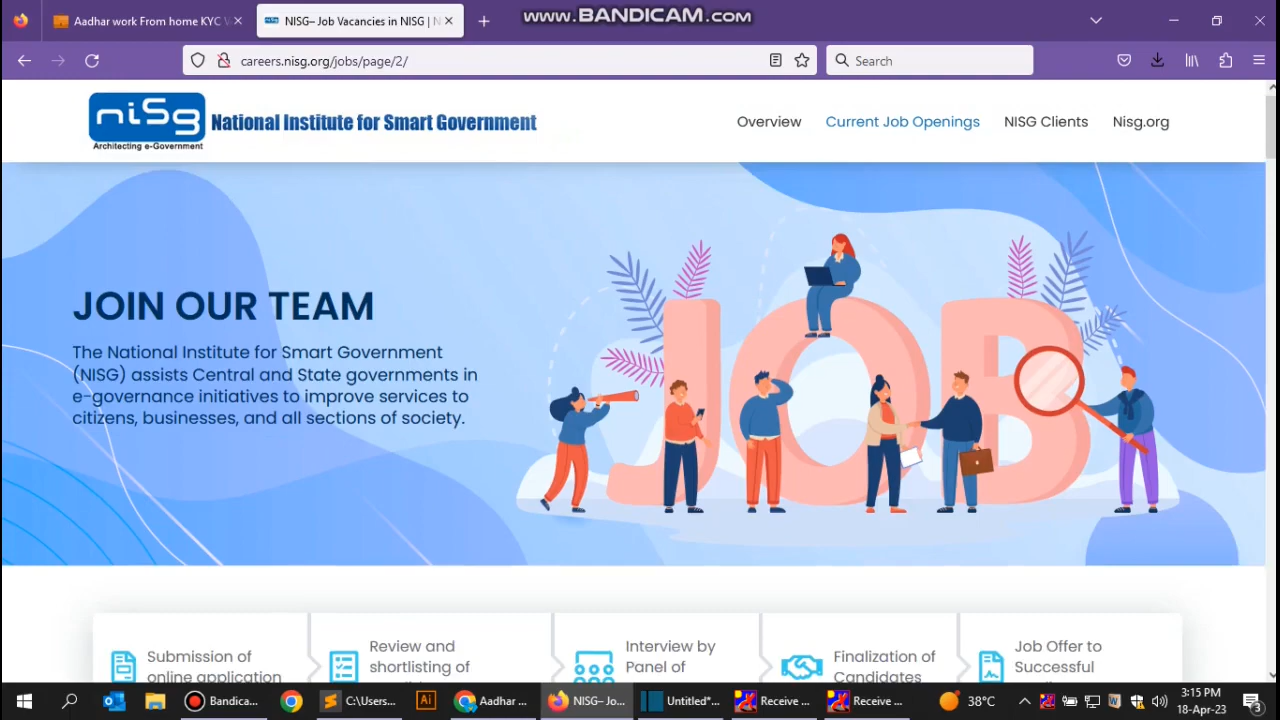 www.BANDICAM.com
Aadhar work From home KYC V
NISG– Job Vacancies in NISG | N
careers.nisg.org/jobs/page/2/
Search
niSg
Architecting e-Government
National Institute for Smart Government
Overview
Current Job Openings
NISG Clients
Nisg.org
JOIN OUR TEAM
The National Institute for Smart Government
(NISG) assists Central and State governments in
e-governance initiatives to improve services to
citizens, businesses, and all sections of society.
JOB
Submission of
online application
Review and
shortlisting of
Interview by
Panel of
Finalization of
Candidates
Job Offer to
Successful
Bandica...
C:\Users...
Ai
Aadhar ...
NISG– Jo...
Untitled*...
Receive ...
Receive ...
38°C
3:15 PM
18-Apr-23
3